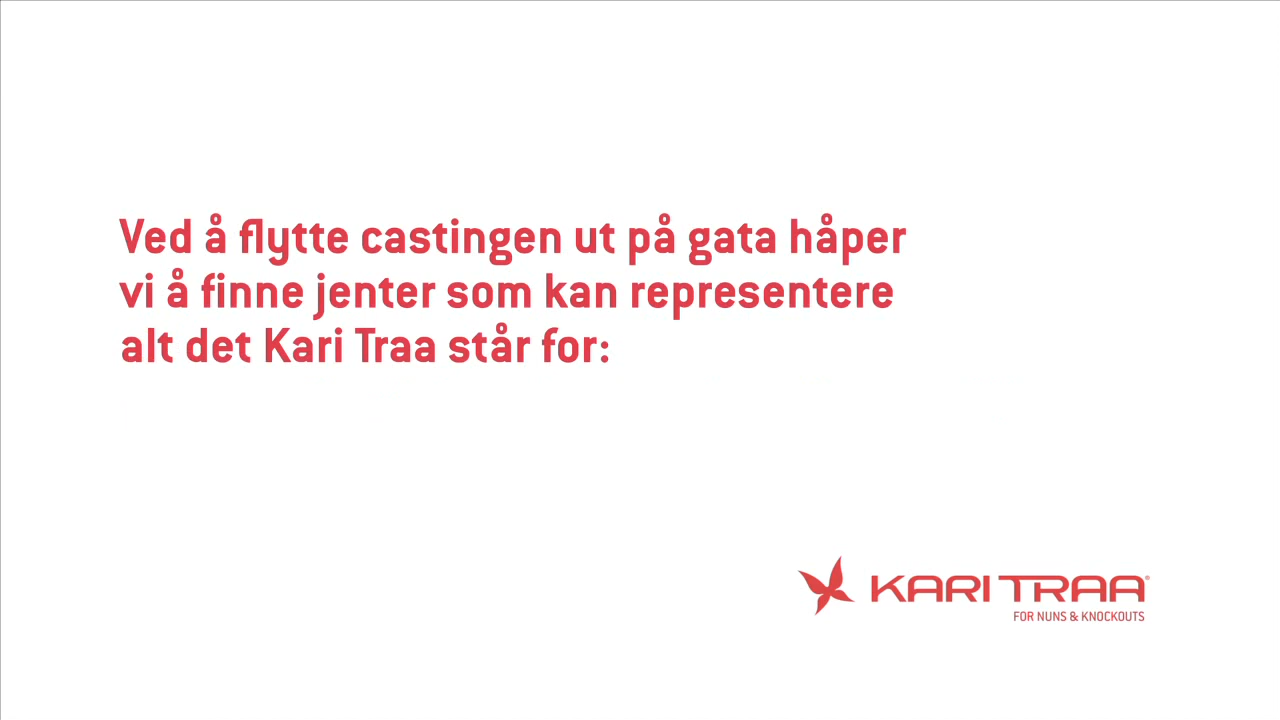 Ved å flytte castingen ut på gata håper
vi å finne jenter som kan representere
alt det Kari Traa står for:
KARI TRAA®
FOR NUNS & KNOCKOUTS